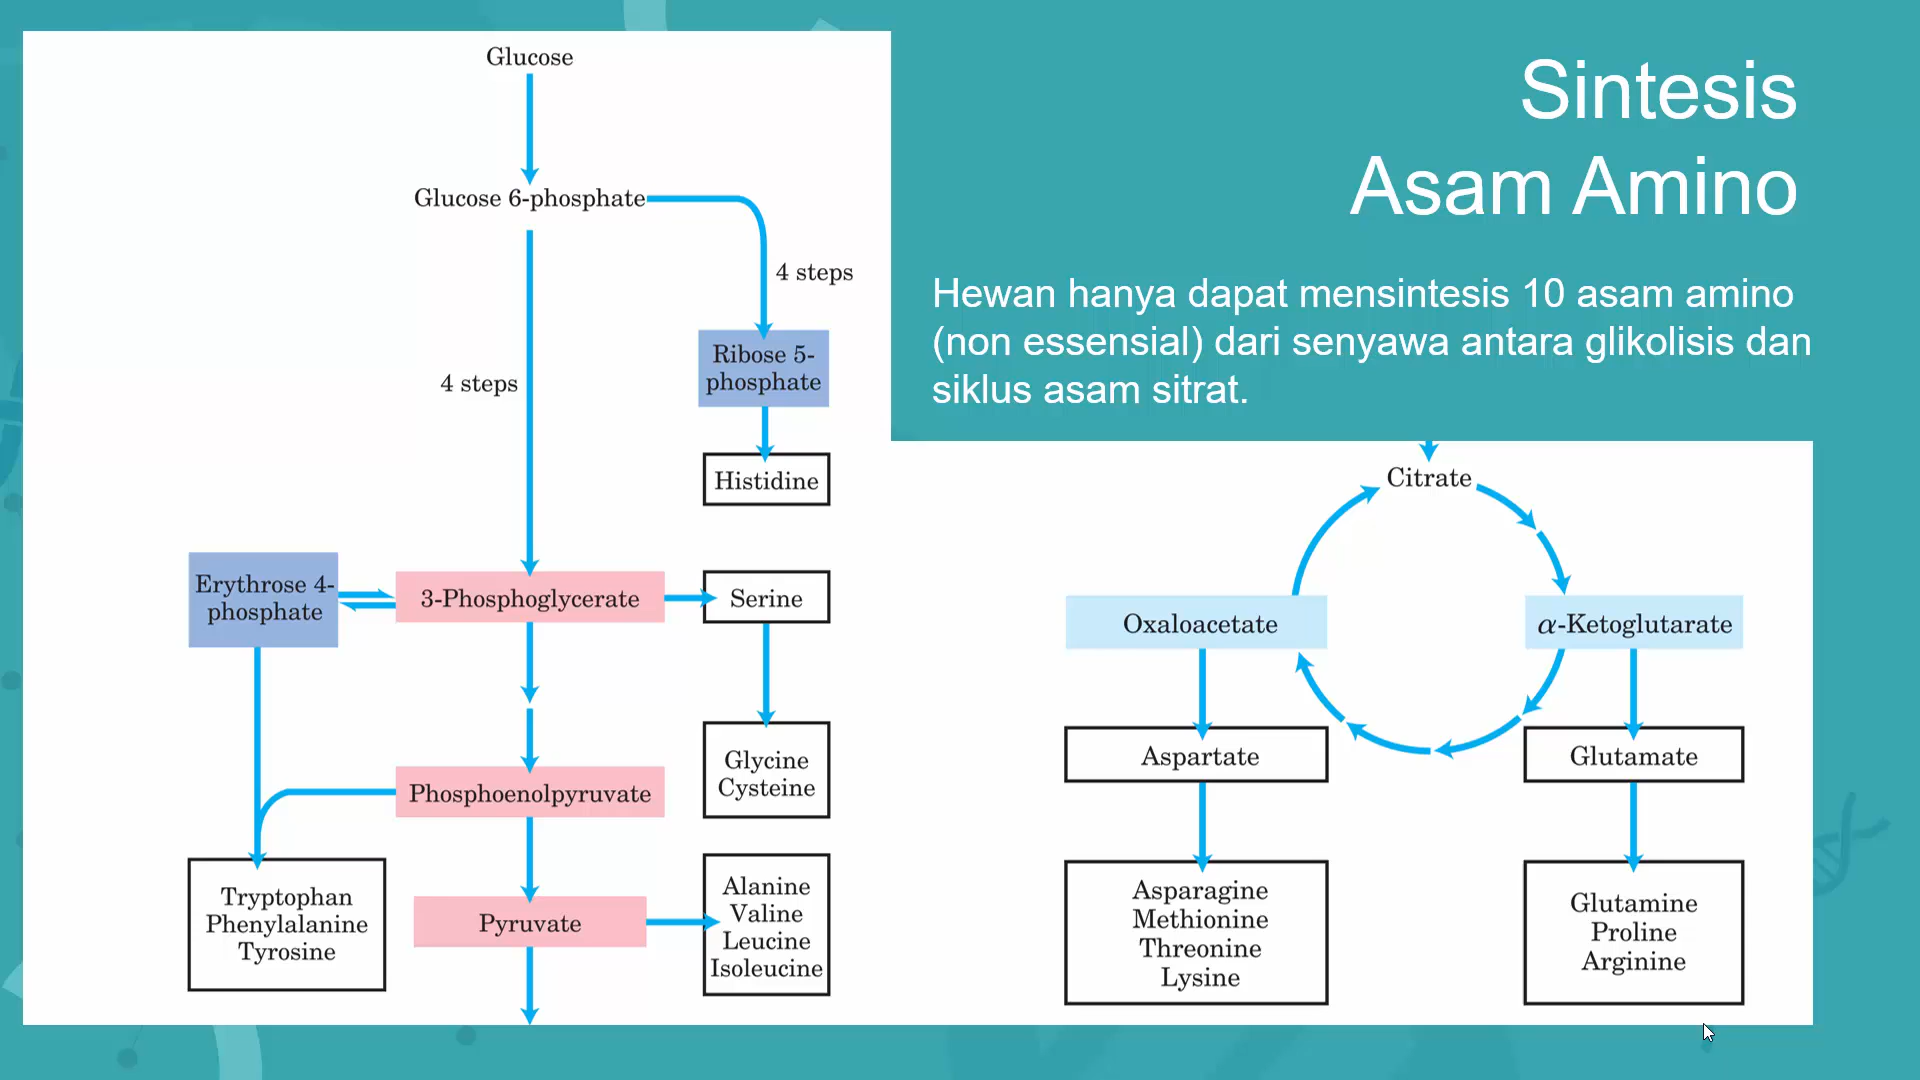 Sintesis
Asam Amino
Hewan hanya dapat mensintesis 10 asam amino
(non essensial) dari senyawa antara glikolisis dan
siklus asam sitrat.
Glucose
Glucose 6-phosphate
4 steps
4 steps
Ribose 5-
phosphate
Histidine
Erythrose 4-
phosphate
3-Phosphoglycerate
Serine
Glycine
Cysteine
Phosphoenolpyruvate
Tryptophan
Phenylalanine
Tyrosine
Pyruvate
Alanine
Valine
Leucine
Isoleucine
Citrate
Oxaloacetate
α-Ketoglutarate
Aspartate
Glutamate
Asparagine
Methionine
Threonine
Lysine
Glutamine
Proline
Arginine